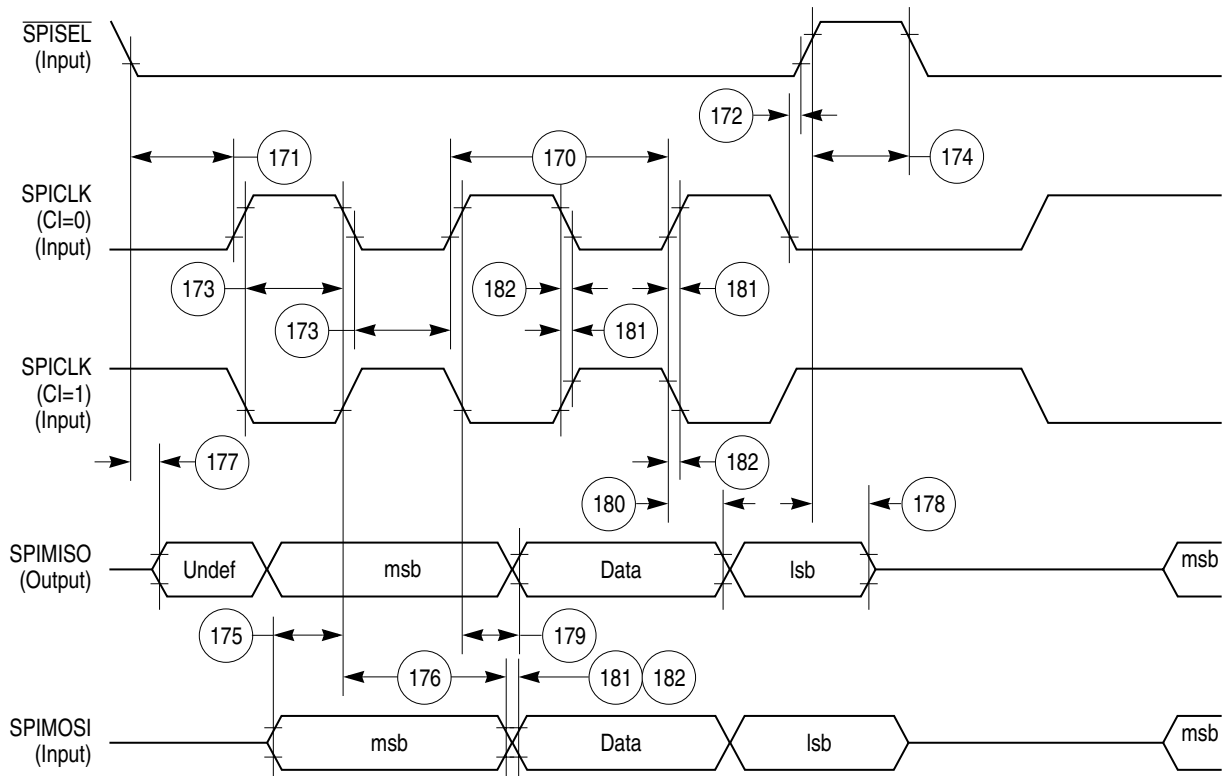 SPISEL
(Input)
172
171
170
174
SPICLK
(CI=0)
(Input)
173
182
181
173
181
SPICLK
(CI=1)
(Input)
177
182
180
178
SPIMISO
(Output)
Undef
msb
Data
lsb
msb
175
179
176
181
182
SPIMOSI
(Input)
msb
Data
lsb
msb